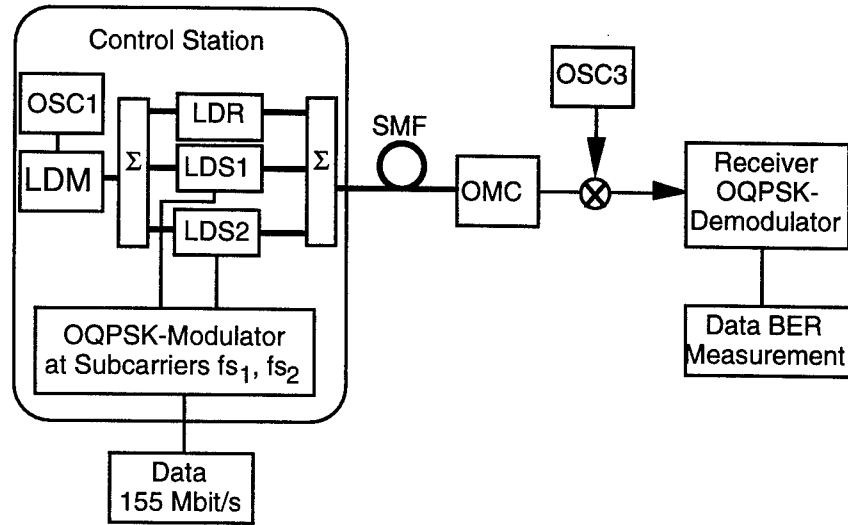 Control Station
OSC1
LDM
Σ
LDR
LDS1
LDS2
Σ
OQPSK-Modulator
at Subcarriers fs1, fs2
Data
155 Mbit/s
SMF
OMC
OSC3
Receiver
OQPSK-
Demodulator
Data BER
Measurement